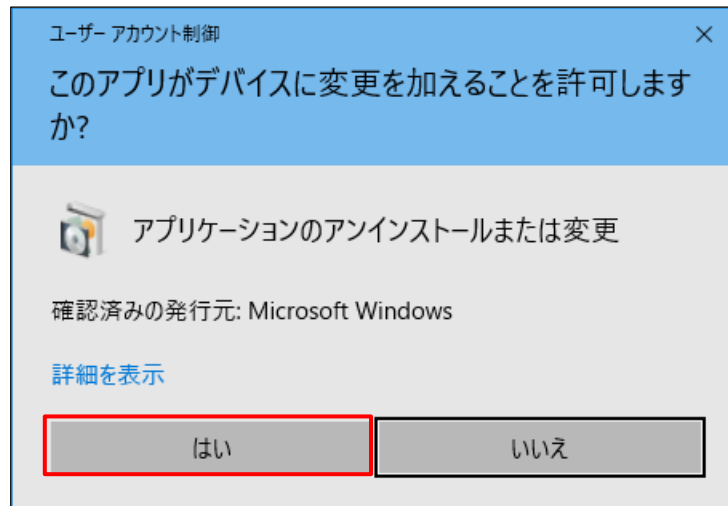 ユーザー アカウント制御
このアプリがデバイスに変更を加えることを許可します
か?
アプリケーションのアンインストールまたは変更
確認済みの発行元: Microsoft Windows
詳細を表示
はい
いいえ